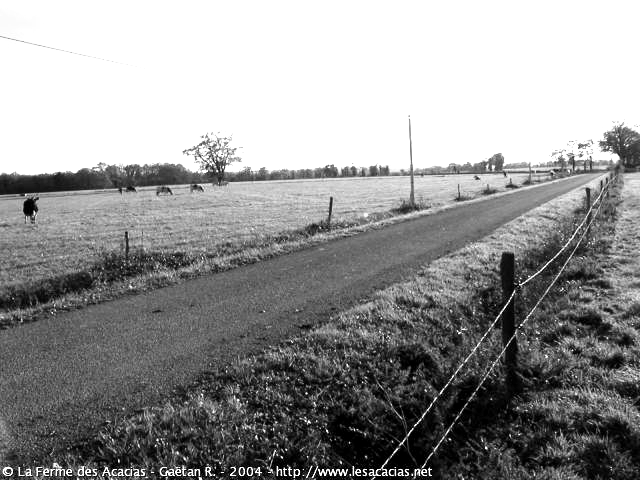 © La Ferme des Acacias - Gaëtan R. - 2004 - http://www.lesacacias.net